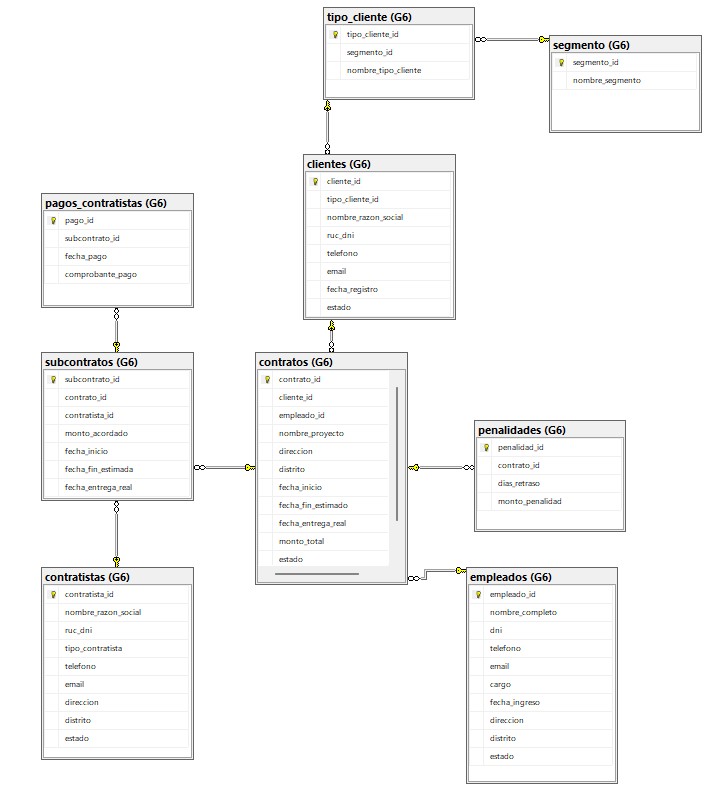 tipo_cliente (G6)
tipo_cliente_id
segmento_id
nombre_tipo_cliente
segmento (G6)
segmento_id
nombre_segmento
clientes (G6)
cliente_id
tipo_cliente_id
nombre_razon_social
ruc_dni
telefono
email
fecha_registro
estado
pagos_contratistas (G6)
pago_id
subcontrato_id
fecha_pago
comprobante_pago
subcontratos (G6)
subcontrato_id
contrato_id
contratista_id
monto_acordado
fecha_inicio
fecha_fin_estimada
fecha_entrega_real
contratos (G6)
contrato_id
cliente_id
empleado_id
nombre_proyecto
direccion
distrito
fecha_inicio
fecha_fin_estimado
fecha_entrega_real
monto_total
estado
penalidades (G6)
penalidad_id
contrato_id
dias_retraso
monto_penalidad
contratistas (G6)
contratista_id
nombre_razon_social
ruc_dni
tipo_contratista
telefono
email
direccion
distrito
estado
empleados (G6)
empleado_id
nombre_completo
dni
telefono
email
cargo
fecha_ingreso
direccion
distrito
estado